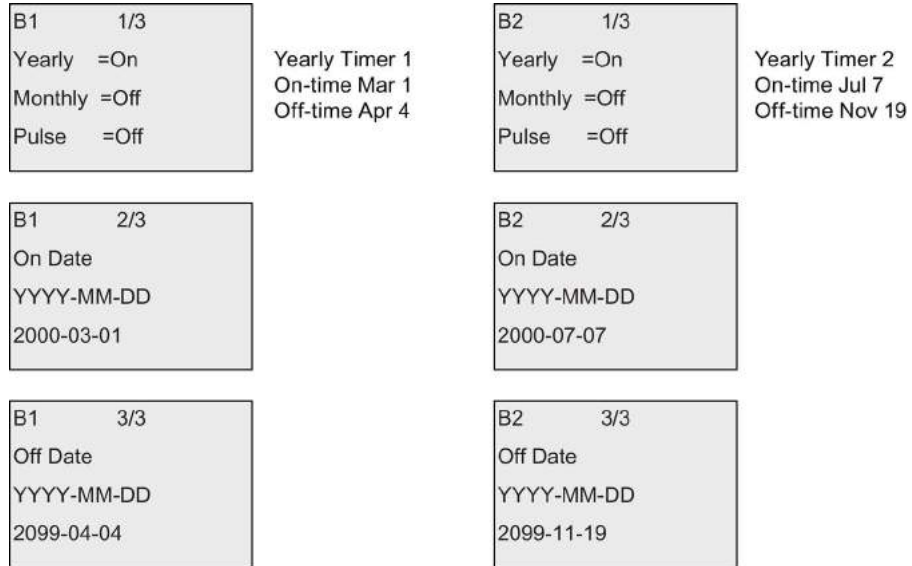 B1 1/3
Yearly =On
Monthly =Off
Pulse =Off
Yearly Timer 1
On-time Mar 1
Off-time Apr 4
B2 1/3
Yearly =On
Monthly =Off
Pulse =Off
Yearly Timer 2
On-time Jul 7
Off-time Nov 19
B1 2/3
On Date
YYYY-MM-DD
2000-03-01
B2 2/3
On Date
YYYY-MM-DD
2000-07-07
B1 3/3
Off Date
YYYY-MM-DD
2099-04-04
B2 3/3
Off Date
YYYY-MM-DD
2099-11-19